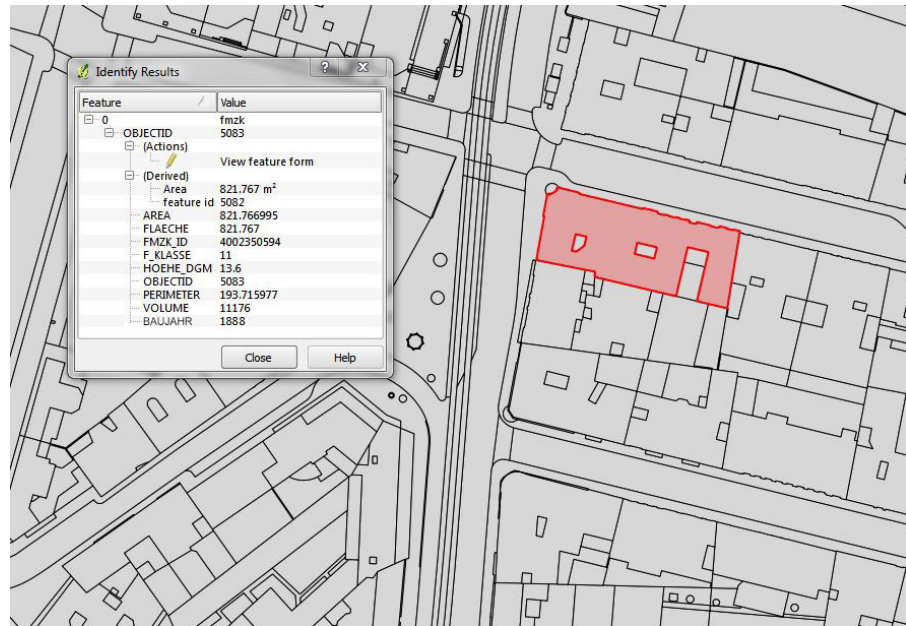 Identify Results
Feature Value
0 fmzk
OBJECTID 5083
(Actions)
View feature form
(Derived)
Area 821.767 m²
feature id 5082
AREA 821.766995
FLAECHE 821.767
FMZK_ID 4002350594
F_KLASSE 11
HOEHE_DGM 13.6
OBJECTID 5083
PERIMETER 193.715977
VOLUME 11176
BAUJAHR 1888
Close Help